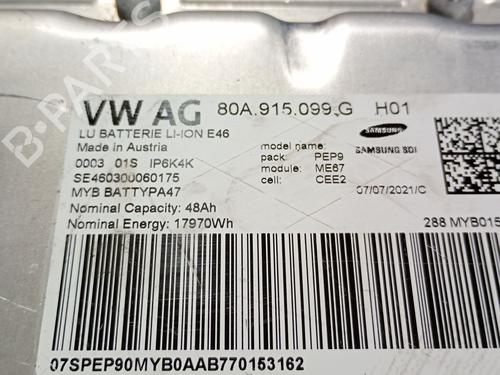 VW AG 80A.915.099.G H01
LU BATTERIE LI-ION E46
Made in Austria
0003 01S IP6K4K
SE460300060175
MYB BATTYPA47
Nominal Capacity: 48Ah
Nominal Energy: 17970Wh
model name:
pack: PEP9
module: ME67
cell: CEE2
SAMSUNG
SAMSUNG SDI
07/07/2021/C
288 MYB015
07SPEP90MYB0AAB770153162
B-PARTS